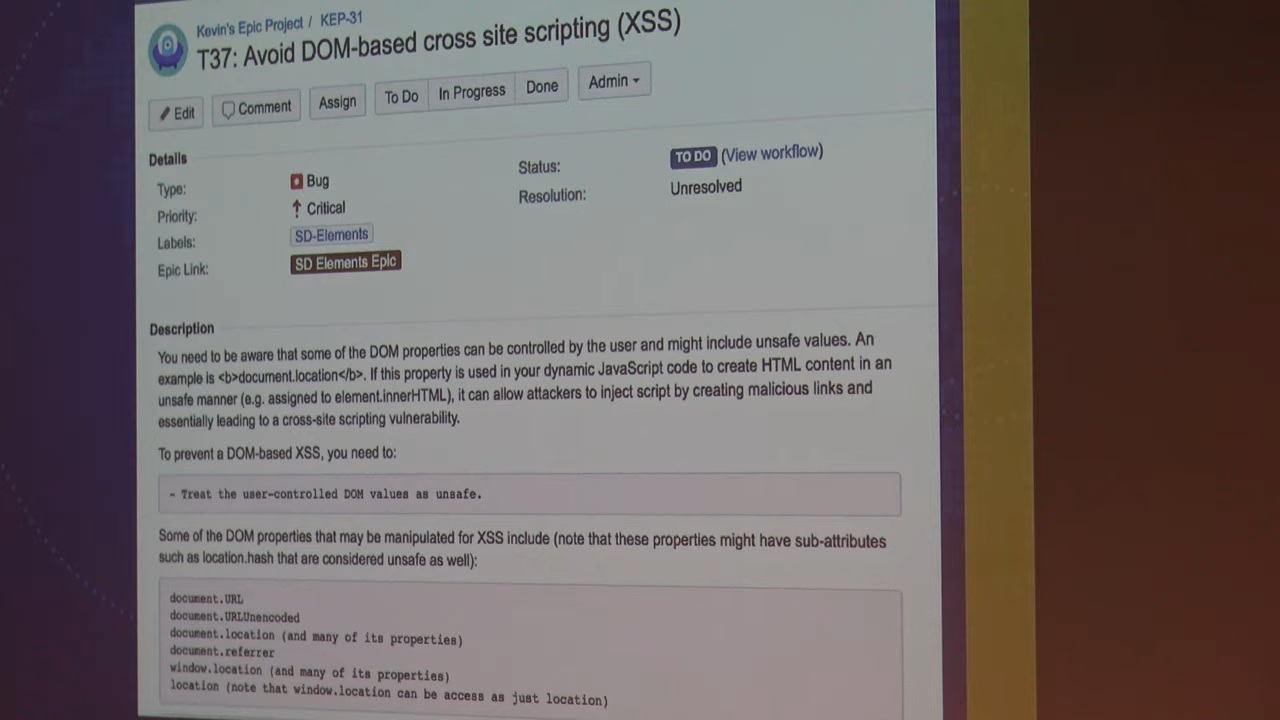 Kevin's Epic Project / KEP-31
T37: Avoid DOM-based cross site scripting (XSS)
Edit Comment Assign To Do In Progress Done Admin
Details
Type: Bug Status: TO DO (View workflow)
Priority: Critical Resolution: Unresolved
Labels: SD-Elements
Epic Link: SD Elements Epic
Description
You need to be aware that some of the DOM properties can be controlled by the user and might include unsafe values. An
example is <b>document.location</b>. If this property is used in your dynamic JavaScript code to create HTML content in an
unsafe manner (e.g. assigned to element.innerHTML), it can allow attackers to inject script by creating malicious links and
essentially leading to a cross-site scripting vulnerability.
To prevent a DOM-based XSS, you need to:
- Treat the user-controlled DOM values as unsafe.
Some of the DOM properties that may be manipulated for XSS include (note that these properties might have sub-attributes
such as location.hash that are considered unsafe as well):
document.URL
document.URLUnencoded
document.location (and many of its properties)
document.referrer
window.location (and many of its properties)
location (note that window.location can be access as just location)